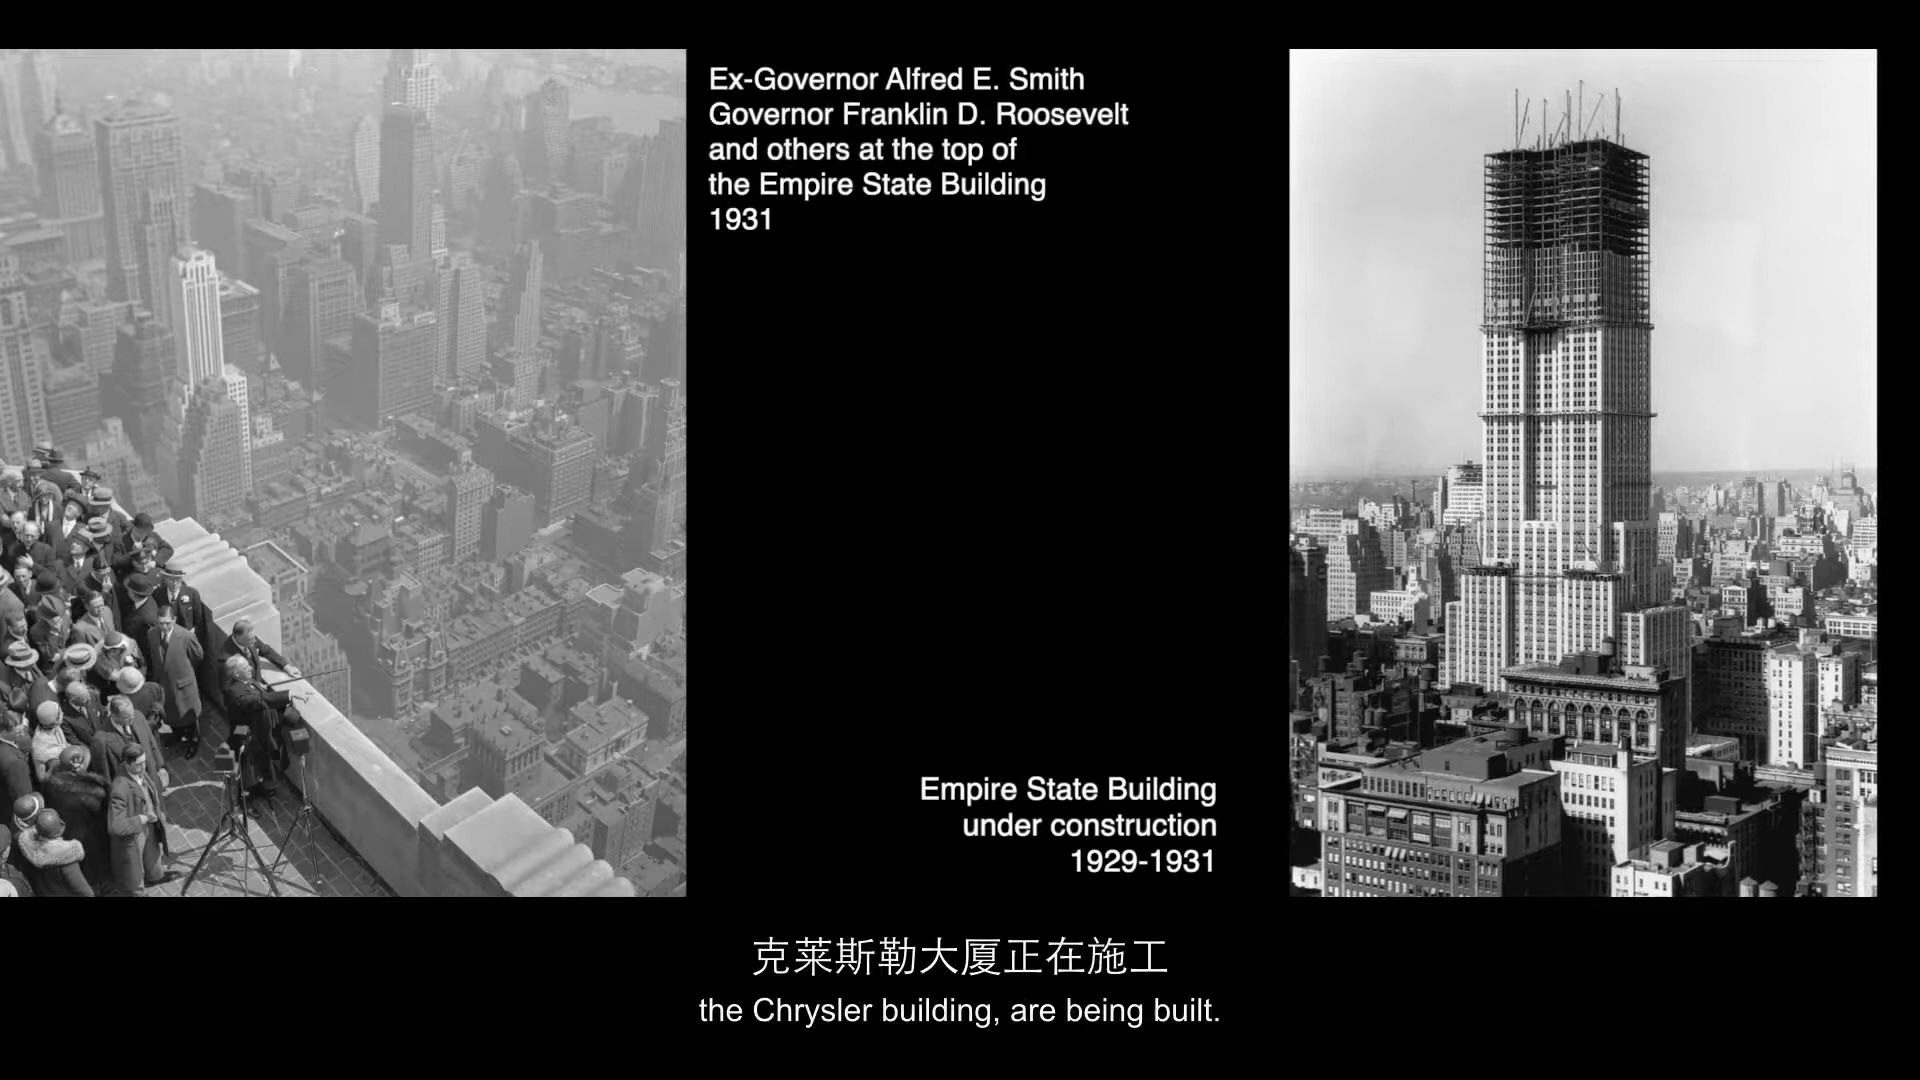 Ex-Governor Alfred E. Smith
Governor Franklin D. Roosevelt
and others at the top of
the Empire State Building
1931
Empire State Building
under construction
1929-1931
克莱斯勒大厦正在施工
the Chrysler building, are being built.